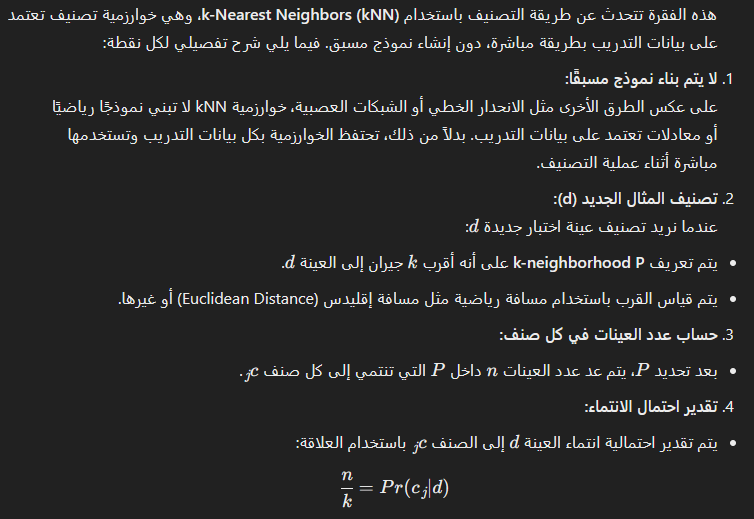 هذه الفقرة تتحدث عن طريقة التصنيف باستخدام k-Nearest Neighbors (kNN)، وهي خوارزمية تصنيف تعتمد
على بيانات التدريب بطريقة مباشرة، دون إنشاء نموذج مسبق. فيما يلي شرح تفصيلي لكل نقطة:
1. لا يتم بناء نموذج مسبقًا:
على عكس الطرق الأخرى مثل الانحدار الخطي أو الشبكات العصبية، خوارزمية kNN لا تبني نموذجًا رياضيًا
أو معادلات تعتمد على بيانات التدريب. بدلاً من ذلك، تحتفظ الخوارزمية بكل بيانات التدريب وتستخدمها
مباشرة أثناء عملية التصنيف.
2. تصنيف المثال الجديد (d):
عندما نريد تصنيف عينة اختبار جديدة d:
• يتم تعريف k-neighborhood P على أنه أقرب k جيران إلى العينة d.
• يتم قياس القرب باستخدام مسافة رياضية مثل مسافة إقليدس (Euclidean Distance) أو غيرها.
3. حساب عدد العينات في كل صنف:
• بعد تحديد P، يتم عد عدد العينات n داخل P التي تنتمي إلى كل صنف jc.
4. تقدير احتمال الانتماء:
• يتم تقدير احتمالية انتماء العينة d إلى الصنف jc باستخدام العلاقة:
n/k = Pr(c_j|d)